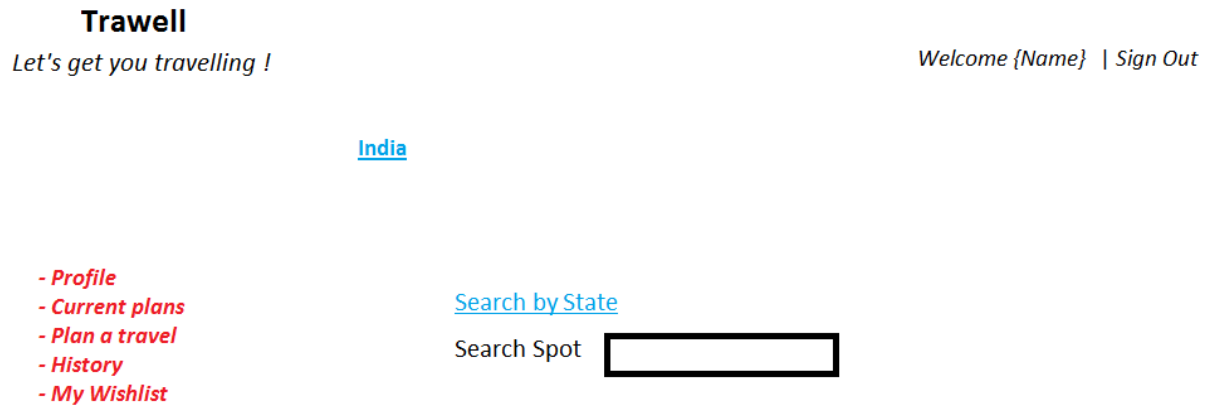 Trawell
Let's get you travelling !
Welcome {Name} | Sign Out
India
- Profile
- Current plans
- Plan a travel
- History
- My Wishlist
Search by State
Search Spot